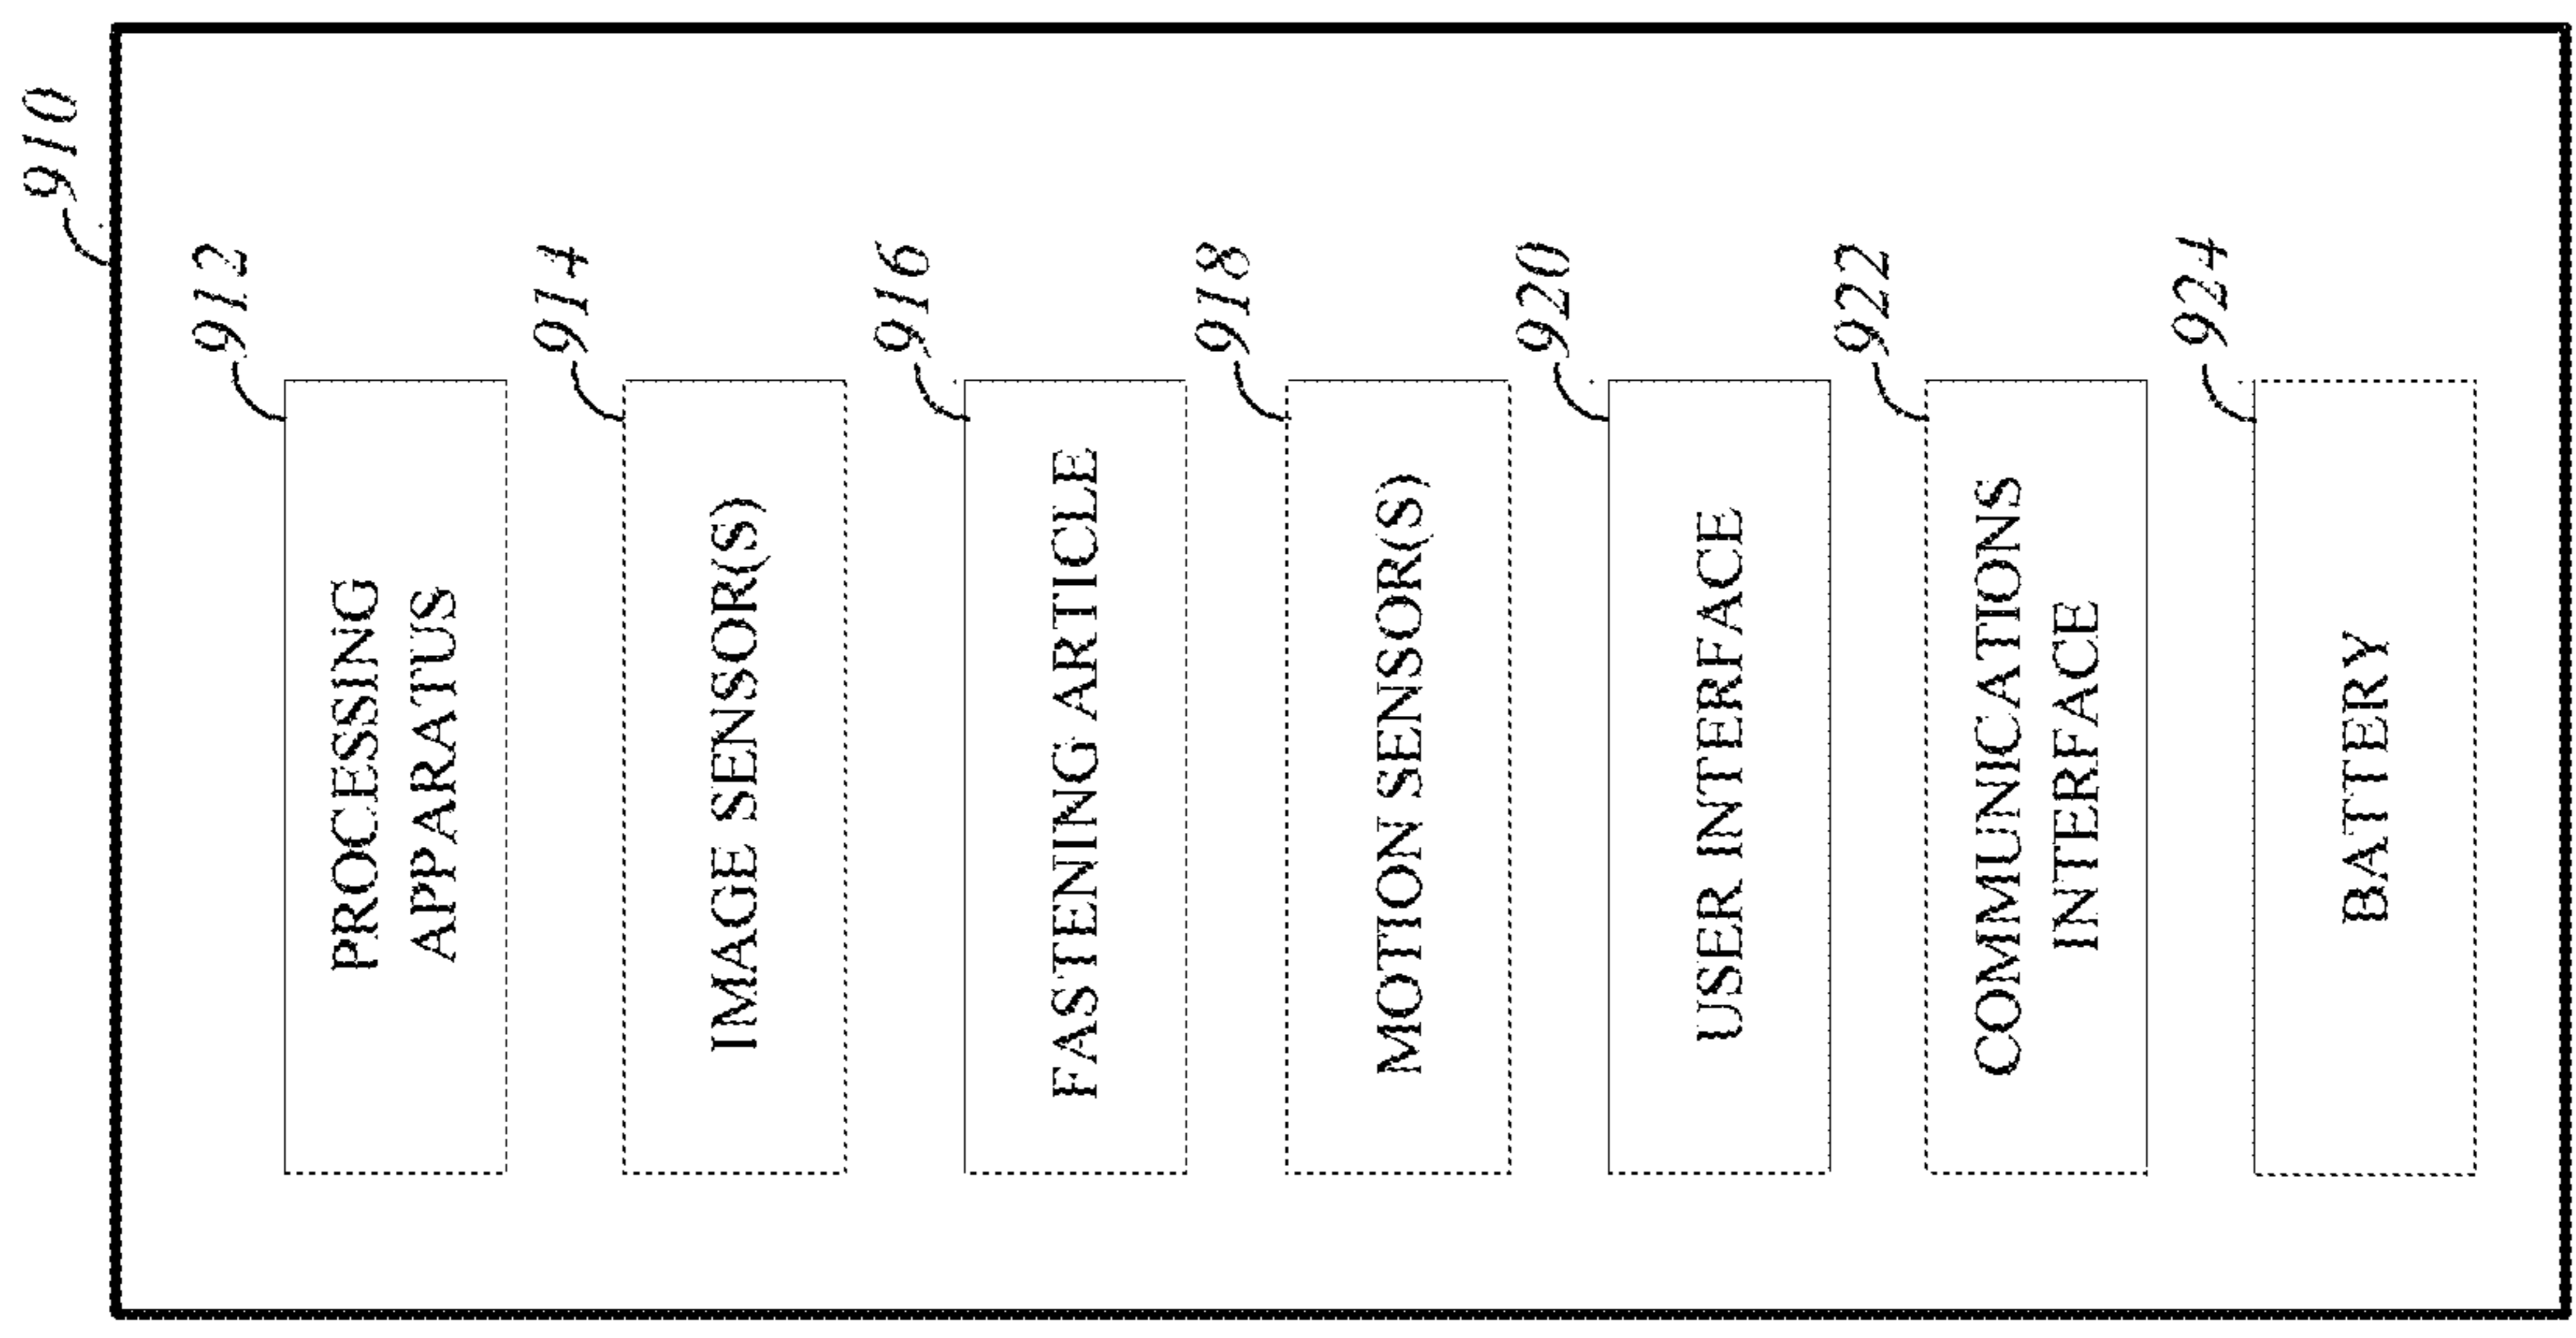 910
912
PROCESSING
APPARATUS
914
IMAGE SENSOR(S)
916
FASTENING ARTICLE
918
MOTION SENSOR(S)
920
USER INTERFACE
922
COMMUNICATIONS
INTERFACE
924
BATTERY